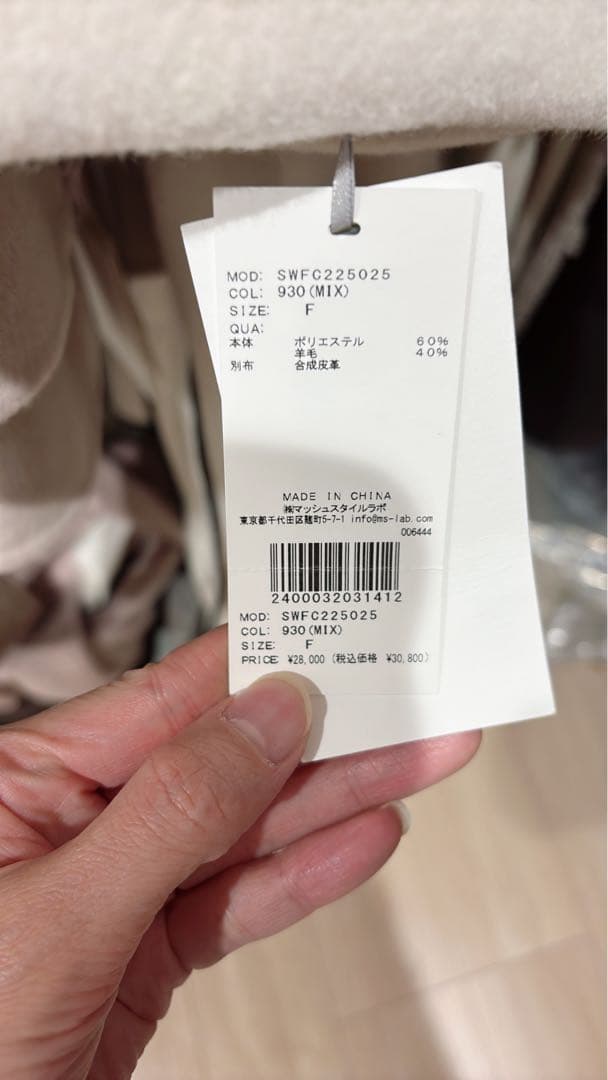 MOD: SWFC225025
COL: 930(MIX)
SIZE: F
QUA:
本体 ポリエステル 60%
羊毛 40%
別布 合成皮革
MADE IN CHINA
㈱マッシュスタイルラボ
東京都千代田区麹町5-7-1 info@ms-lab.com
006444
2400032031412
MOD: SWFC225025
COL: 930(MIX)
SIZE: F
PRICE ¥28,000 (税込価格 ¥30,800)